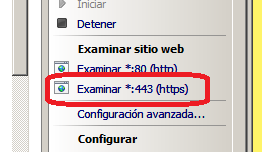 Iniciar
Detener
Examinar sitio web
Examinar *:80 (http)
Examinar *:443 (https)
Configuración avanzada...
Configurar